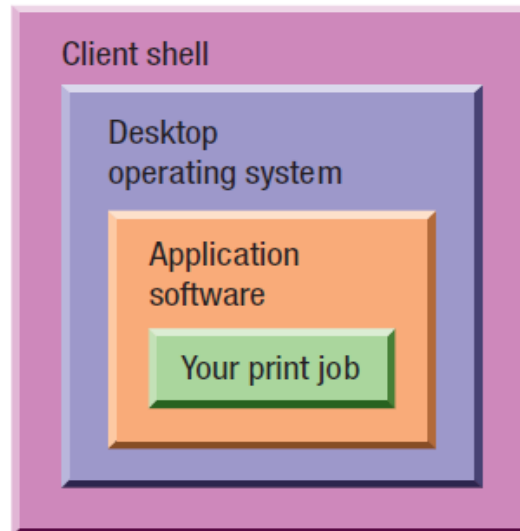 Client shell
Desktop
operating system
Application
software
Your print job